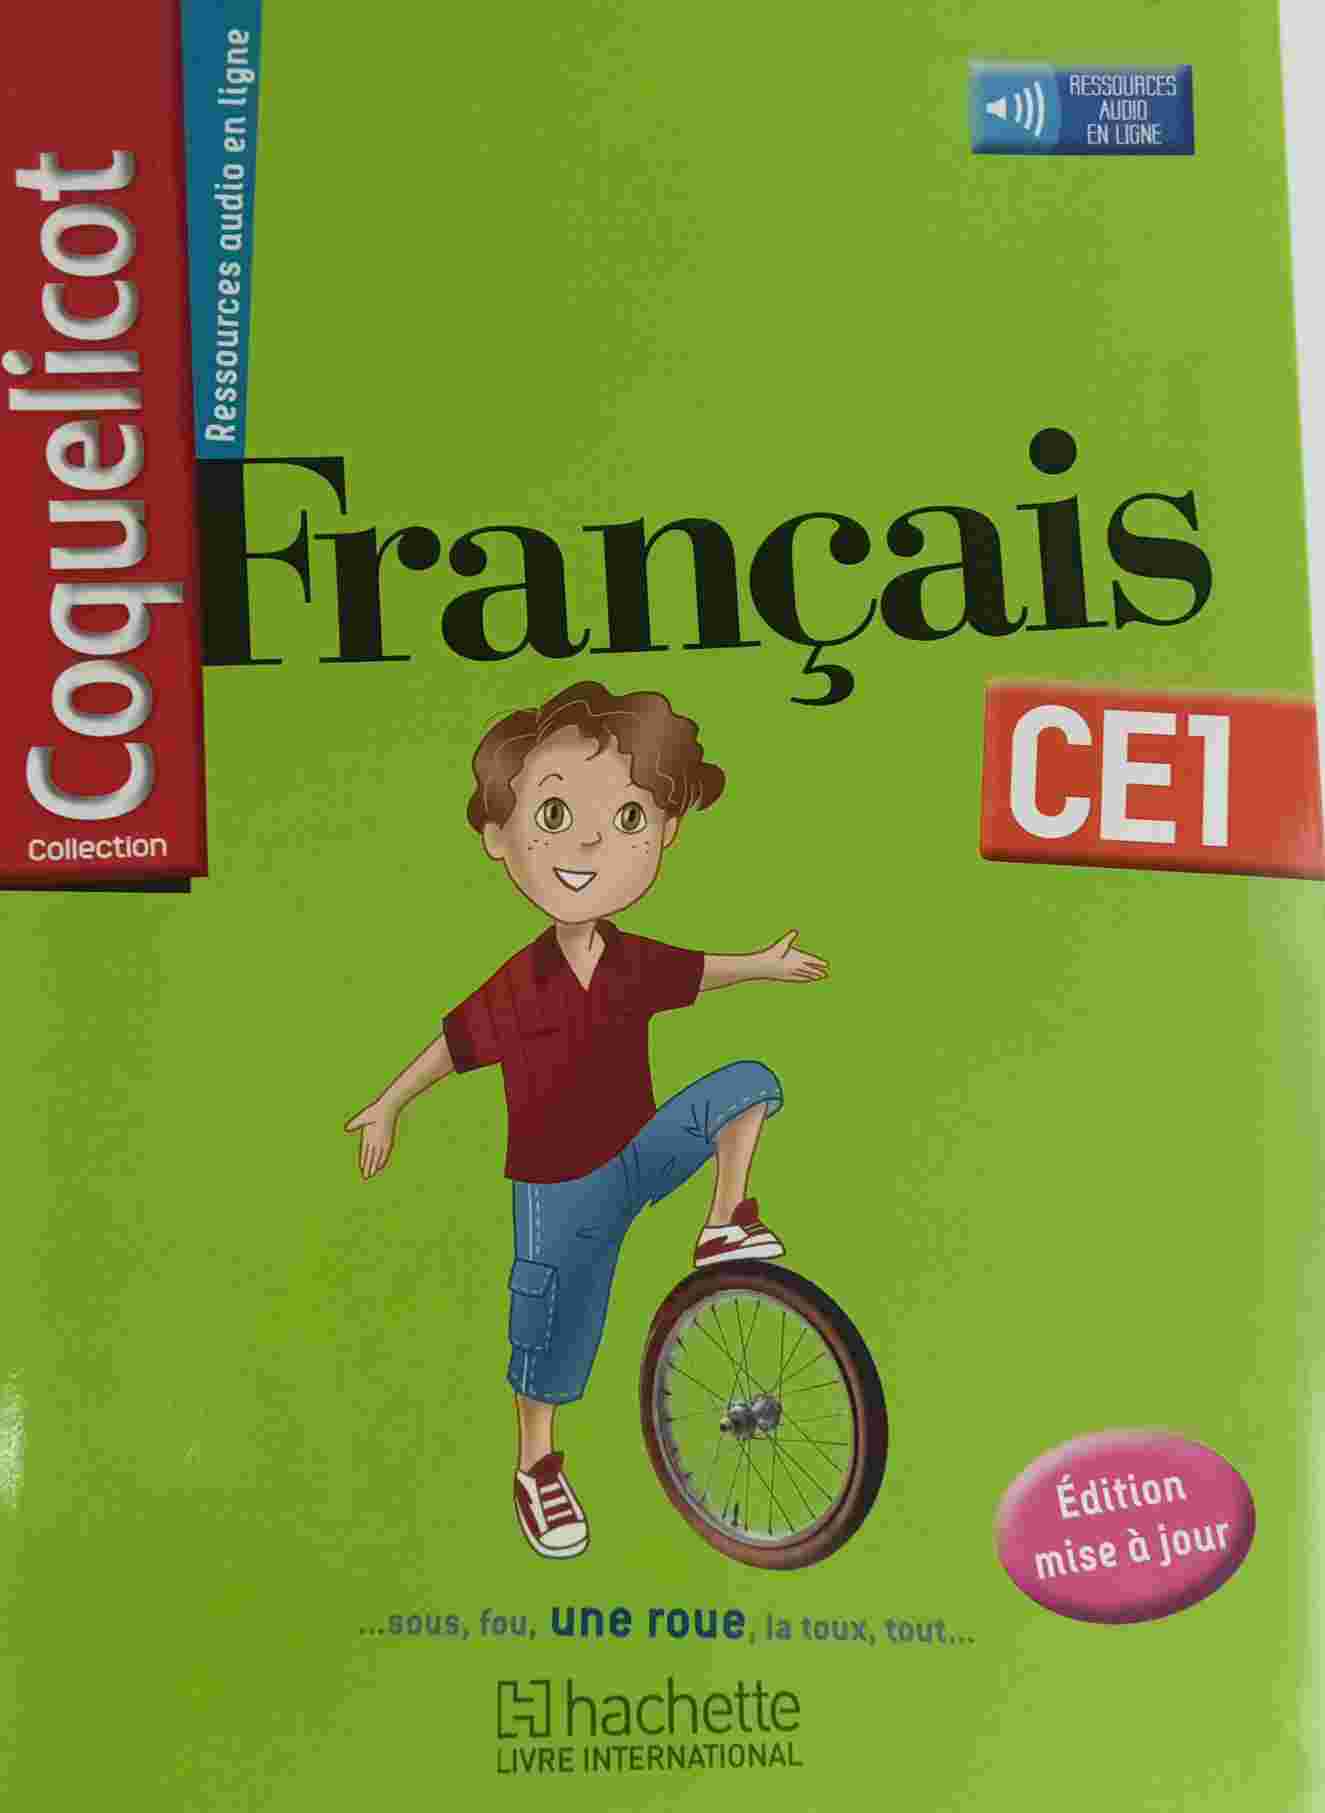 Collection
Coquelicot
Ressources audio en ligne
RESSOURCES
AUDIO
EN LIGNE
Français
CE1
Édition
mise à jour
...sous, fou, une roue, la toux, tout...
hachette
LIVRE INTERNATIONAL